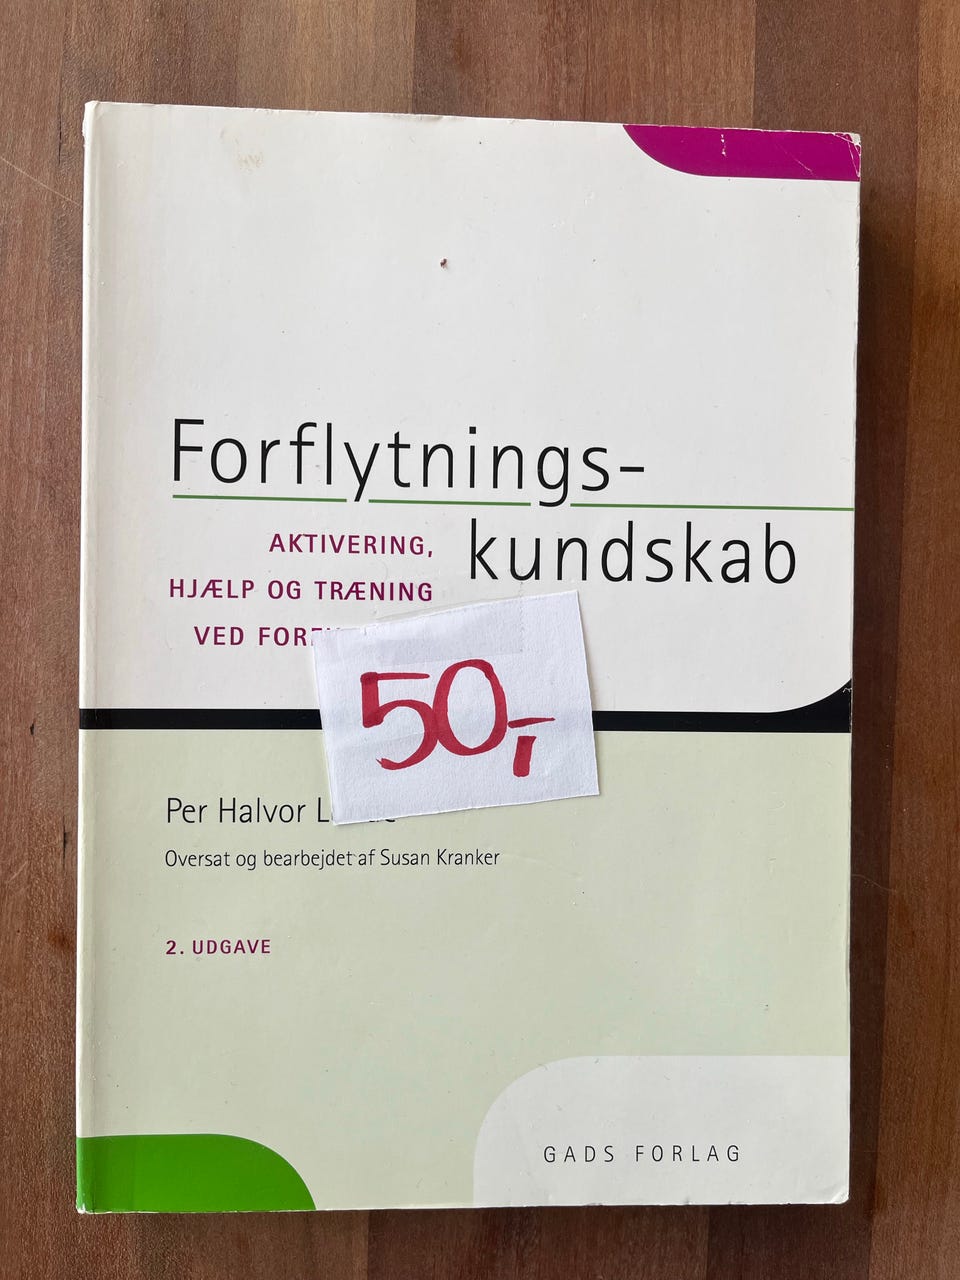 Forflytnings-
kundskab
AKTIVERING,
HJÆLP OG TRÆNING
VED
50,-
Per Halvor
Oversat og bearbejdet af Susan Kranker
2. UDGAVE
GADS FORLAG